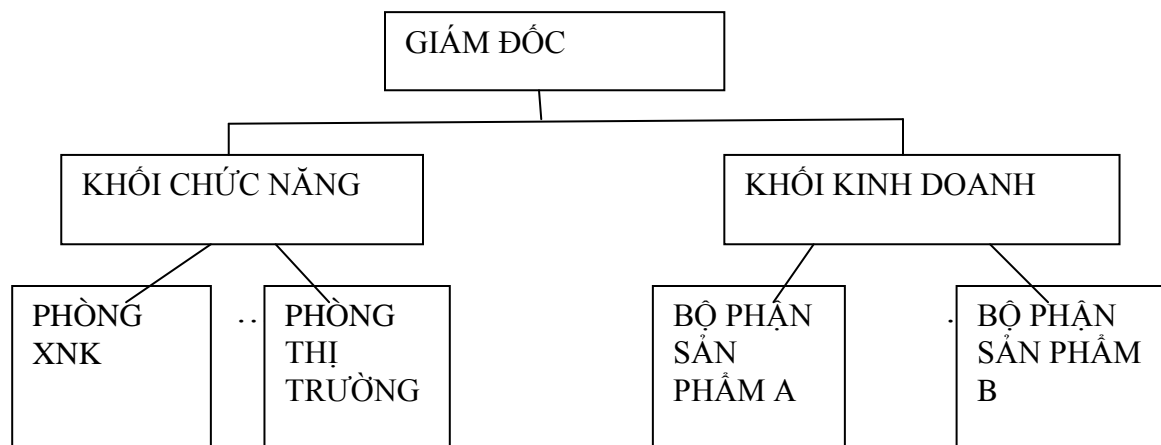 GIÁM ĐỐC
KHỐI CHỨC NĂNG
KHỐI KINH DOANH
PHÒNG
XNK
..
PHÒNG
THỊ
TRƯỜNG
BỘ PHẬN
SẢN
PHẨM A
.
BỘ PHẬN
SẢN PHẨM
B